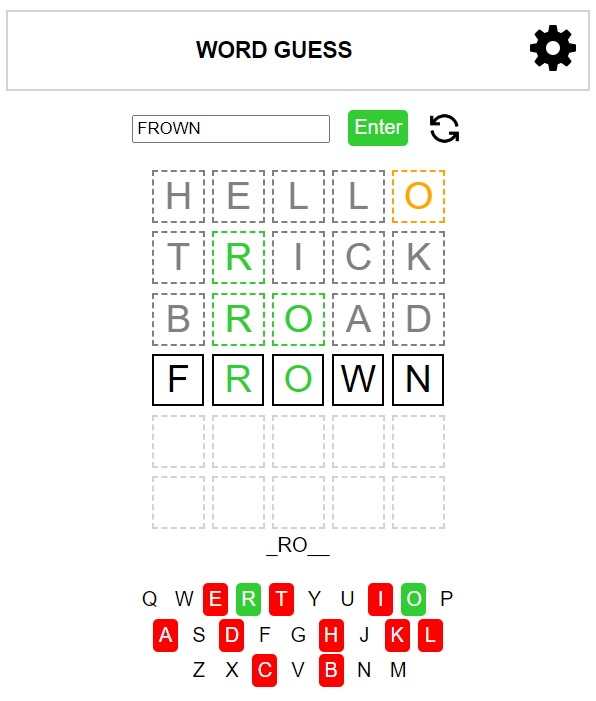 WORD GUESS
FROWN Enter
H E L L O
T R I C K
B R O A D
F R O W N
_RO__
Q W E R T Y U I O P
A S D F G H J K L
Z X C V B N M